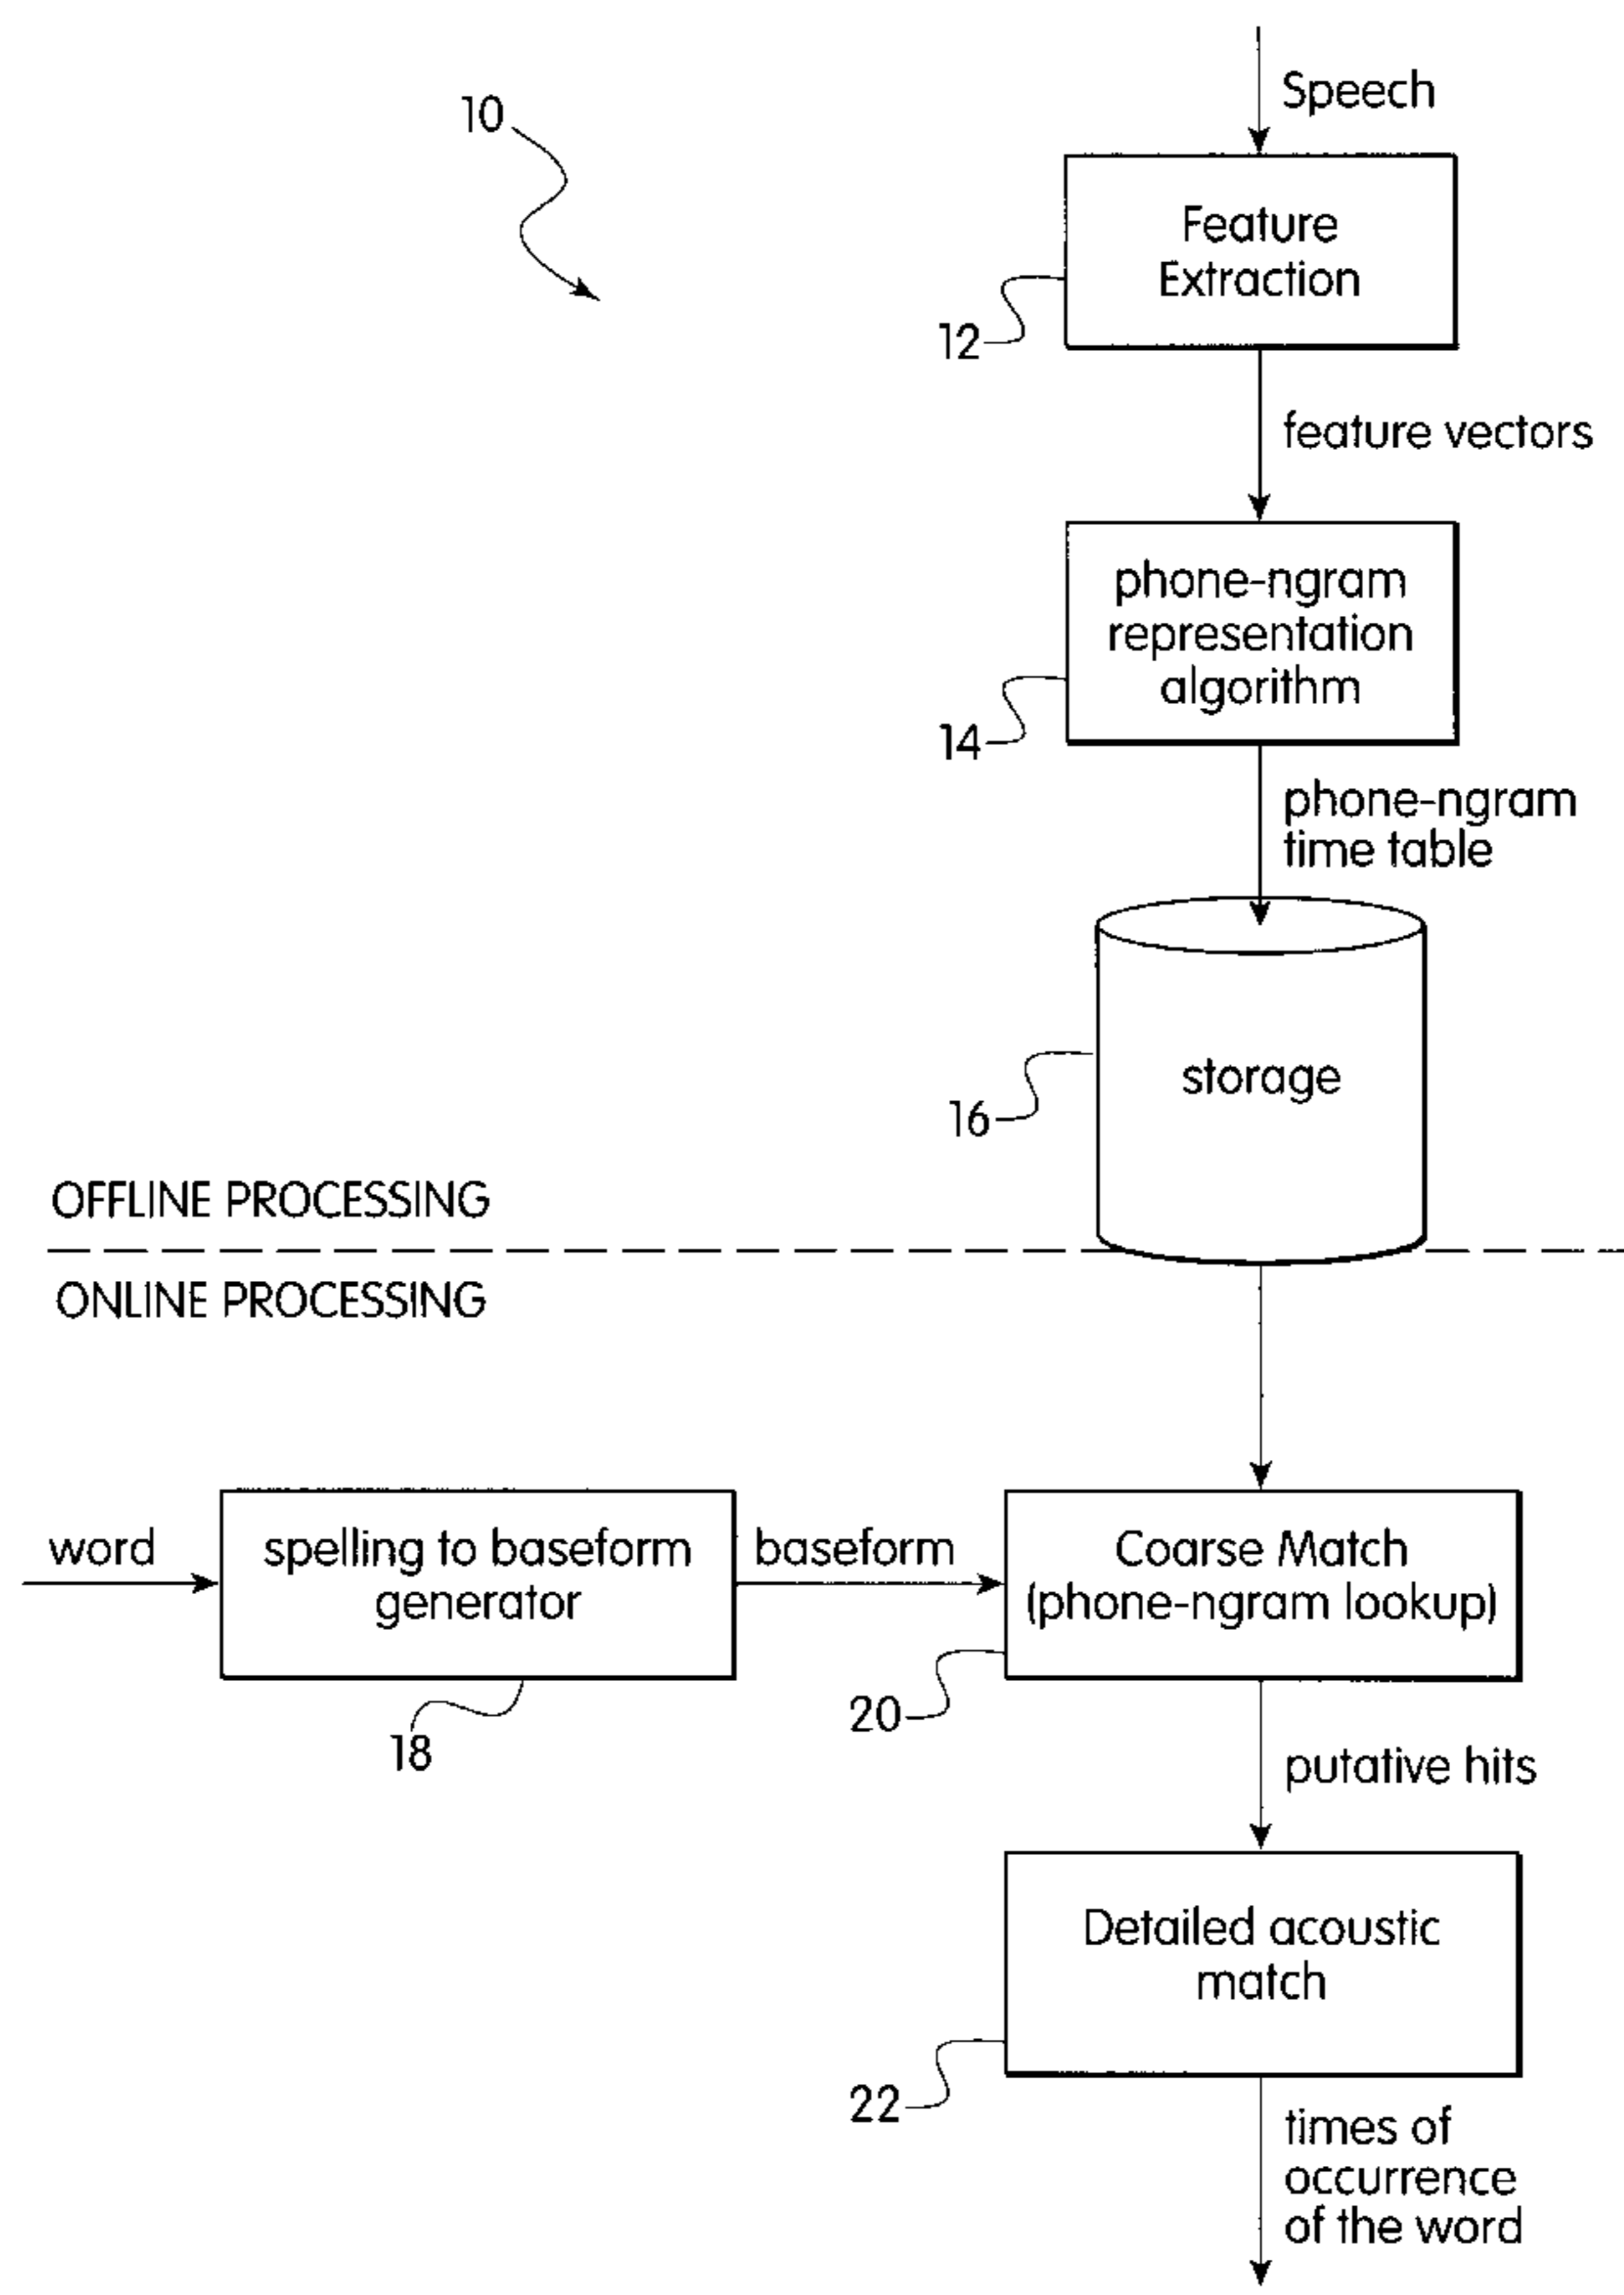 10
Speech
Feature
Extraction
12
feature vectors
phone-ngram
representation
algorithm
14
phone-ngram
time table
storage
16
OFFLINE PROCESSING
ONLINE PROCESSING
word
spelling to baseform
generator
18
baseform
Coarse Match
(phone-ngram lookup)
20
putative hits
Detailed acoustic
match
22
times of
occurrence
of the word